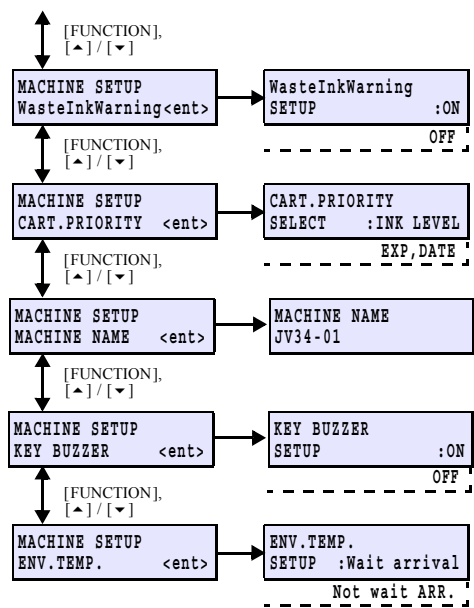 [FUNCTION],
[▲] / [▼]
MACHINE SETUP
WasteInkWarning<ent>
WasteInkWarning
SETUP :ON
OFF
[FUNCTION],
[▲] / [▼]
MACHINE SETUP
CART.PRIORITY <ent>
CART.PRIORITY
SELECT :INK LEVEL
EXP,DATE
[FUNCTION],
[▲] / [▼]
MACHINE SETUP
MACHINE NAME <ent>
MACHINE NAME
JV34-01
[FUNCTION],
[▲] / [▼]
MACHINE SETUP
KEY BUZZER <ent>
KEY BUZZER
SETUP :ON
OFF
[FUNCTION],
[▲] / [▼]
MACHINE SETUP
ENV.TEMP. <ent>
ENV.TEMP.
SETUP :Wait arrival
Not wait ARR.